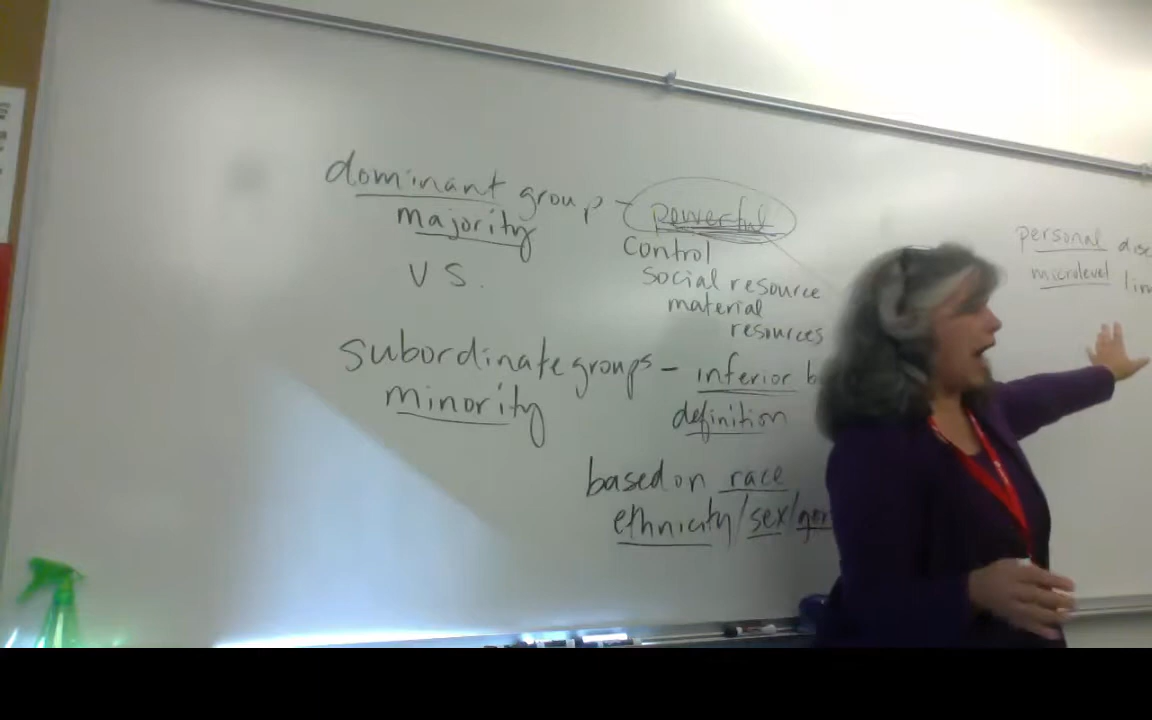 dominant group - powerful
majority
control
social resource
material
resources
vs.
subordinate groups - inferior
minority
definition
based on race
ethnicity/sex/
personal
microlevel